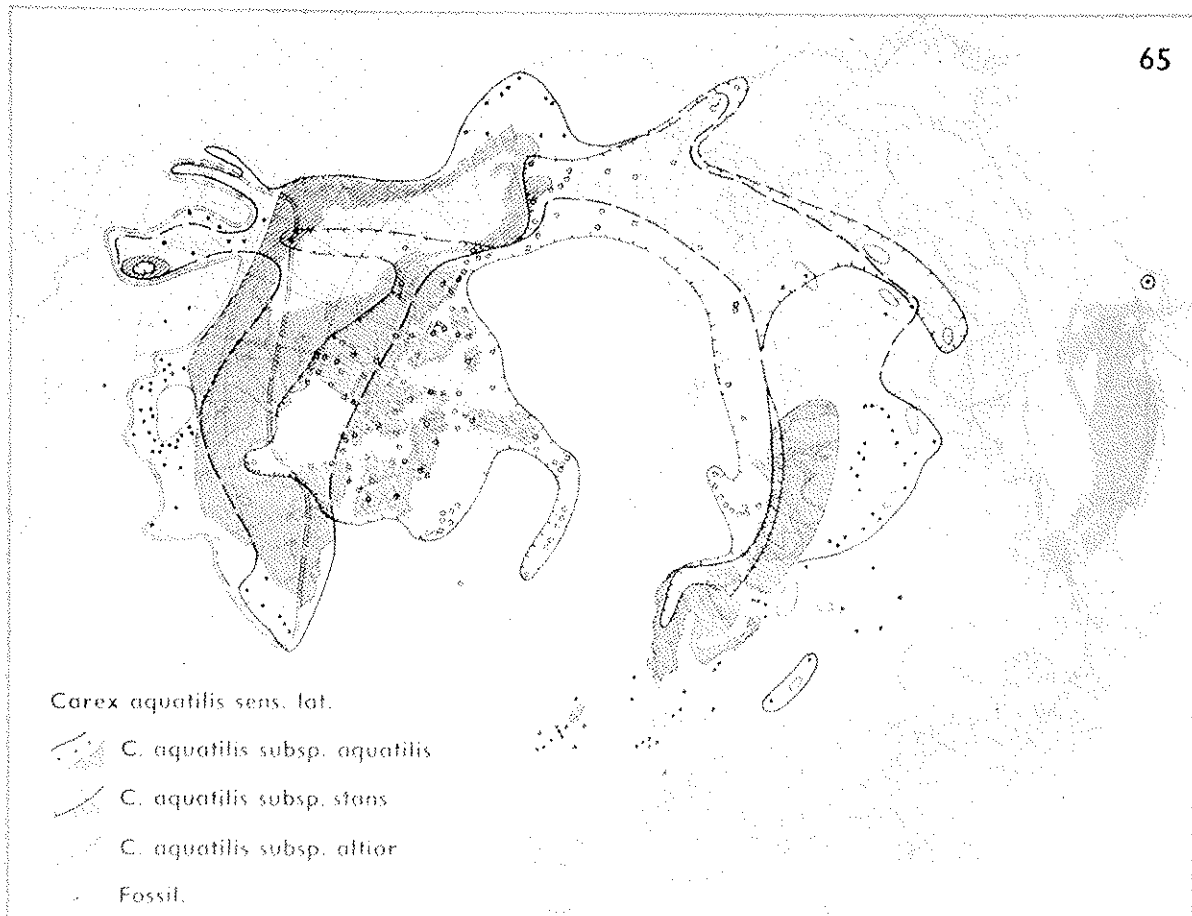 65
Carex aquatilis sens. lat.
C. aquatilis subsp. aquatilis
C. aquatilis subsp. stans
C. aquatilis subsp. altior
Fossil.